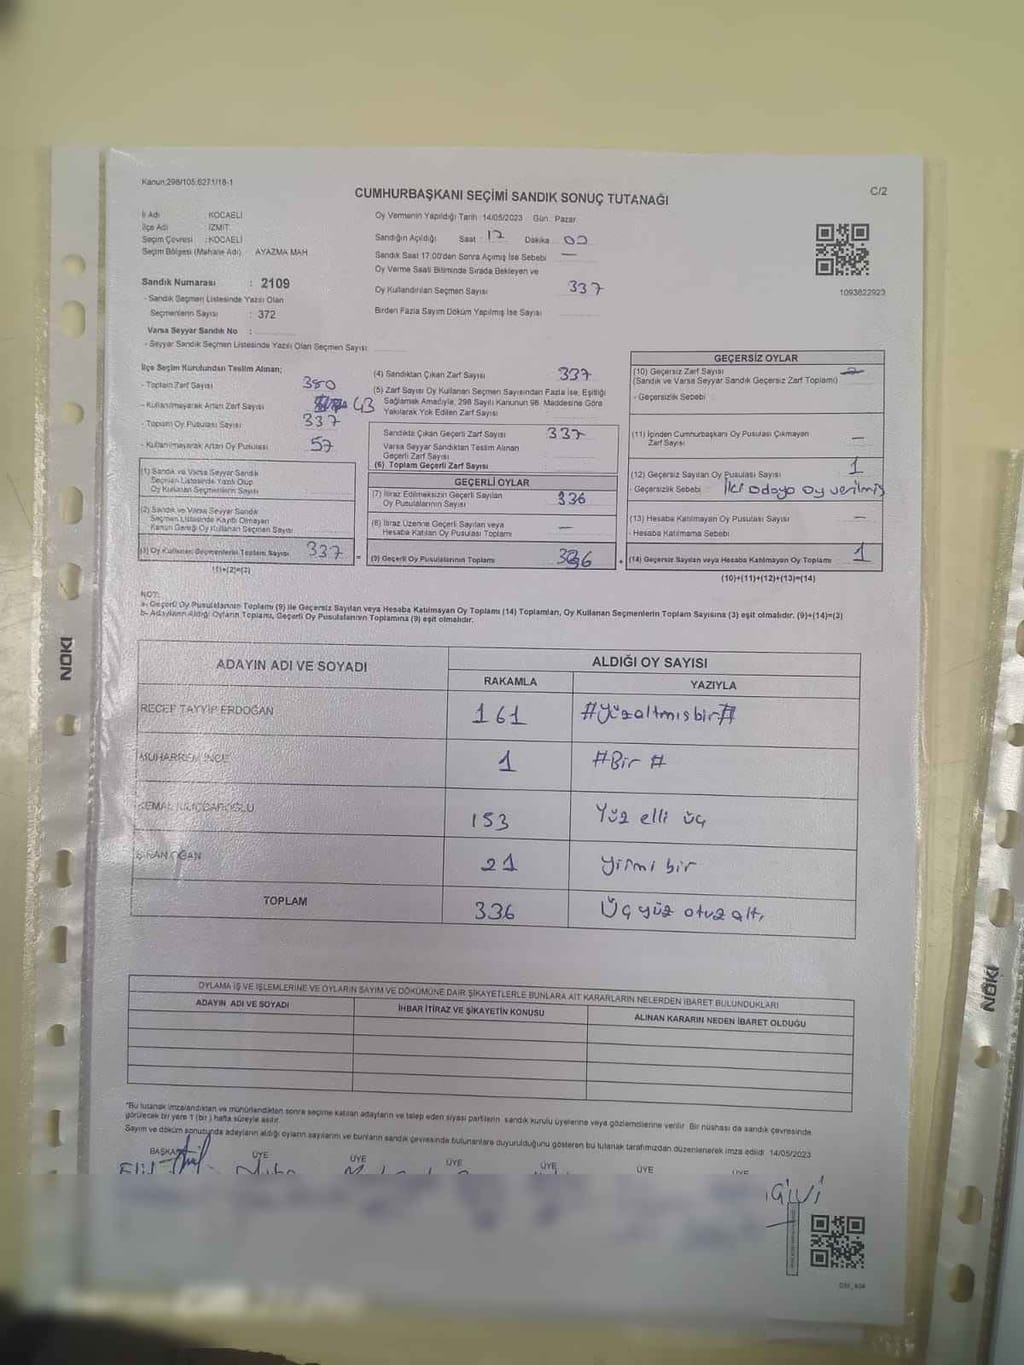 Kanun:298/105;6271/18-1
C/2
CUMHURBAŞKANI SEÇİMİ SANDIK SONUÇ TUTANAĞI
İl Adı KOCAELİ
İlçe Adı İZMİT
Seçim Çevresi :KOCAELİ
Seçim Bölgesi (Mahalle Adı) AYAZMA MAH
Oy Vermenin Yapıldığı Tarih 14/05/2023 Gün Pazar
Sandığın Açıldığı Saat : 17 Dakika
Sandık Saat 17:00'den Sonra Açılmış İse Sebebi —
Oy Verme Saati Bitiminde Sırada Bekleyen ve
Oy Kullandırılan Seçmen Sayısı 337
Birden Fazla Sayım Döküm Yapılmış İse Sayısı
1093822923
Sandık Numarası : 2109
- Sandık Seçmen Listesinde Yazılı Olan
Seçmenlerin Sayısı : 372
Varsa Seyyar Sandık No :
- Seyyar Sandık Seçmen Listesinde Yazılı Olan Seçmen Sayısı
İlçe Seçim Kurulundan Teslim Alınan;
- Toplam Zarf Sayısı 380
- Kullanılmayarak Artan Zarf Sayısı 43
- Toplam Oy Pusulası Sayısı 337
- Kullanılmayarak Artan Oy Pusulası 57
(1) Sandık ve Varsa Seyyar Sandık
Seçmen Listesinde Yazılı Olup
Oy Kullanan Seçmenlerin Sayısı
(2) Sandık ve Varsa Seyyar Sandık
Seçmen Listesinde Kayıtlı Olmayan
Kanun Gereği Oy Kullanan Seçmen Sayısı
(3) Oy Kullanan Seçmenlerin Toplam Sayısı 337
(1)+(2)=(3)
(4) Sandıktan Çıkan Zarf Sayısı 337
(5) Zarf Sayısı Oy Kullanan Seçmen Sayısından Fazla İse, Eşitliği
Sağlamak Amacıyla, 298 Sayılı Kanunun 98. Maddesine Göre
Yakılarak Yok Edilen Zarf Sayısı
Sandıkta Çıkan Geçerli Zarf Sayısı 337
Varsa Seyyar Sandıktan Teslim Alınan
Geçerli Zarf Sayısı
(6) Toplam Geçerli Zarf Sayısı
GEÇERLİ OYLAR
(7) İtiraz Edilmeksizin Geçerli Sayılan
Oy Pusulalarının Sayısı 336
(8) İtiraz Üzerine Geçerli Sayılan veya
Hesaba Katılan Oy Pusulası Toplamı —
= (9) Geçerli Oy Pusulalarının Toplamı 336
GEÇERSİZ OYLAR
(10) Geçersiz Zarf Sayısı
(Sandık ve Varsa Seyyar Sandık Geçersiz Zarf Toplamı)
- Geçersizlik Sebebi
(11) İçinden Cumhurbaşkanı Oy Pusulası Çıkmayan
Zarf Sayısı —
(12) Geçersiz Sayılan Oy Pusulası Sayısı 1
- Geçersizlik Sebebi İki adaya oy verilmiş
(13) Hesaba Katılmayan Oy Pusulası Sayısı —
- Hesaba Katılmama Sebebi
+ (14) Geçersiz Sayılan veya Hesaba Katılmayan Oy Toplamı 1
(10)+(11)+(12)+(13)=(14)
NOT:
a- Geçerli Oy Pusulalarının Toplamı (9) ile Geçersiz Sayılan veya Hesaba Katılmayan Oy Toplamı (14) Toplamları, Oy Kullanan Seçmenlerin Toplam Sayısına (3) eşit olmalıdır. (9)+(14)=(3)
b- Adayların Aldığı Oyların Toplamı, Geçerli Oy Pusulalarının Toplamına (9) eşit olmalıdır.
ADAYIN ADI VE SOYADI
ALDIĞI OY SAYISI
RAKAMLA YAZIYLA
RECEP TAYYİP ERDOĞAN 161 #Yüzaltmışbir#
MUHARREM İNCE 1 #Bir #
KEMAL KILIÇDAROĞLU 153 Yüz elli üç
SİNAN OĞAN 21 yirmi bir
TOPLAM 336 Üç yüz otuz altı
OYLAMA İŞ VE İŞLEMLERİNE VE OYLARIN SAYIM VE DÖKÜMÜNE DAİR ŞİKAYETLERLE BUNLARA AİT KARARLARIN NELERDEN İBARET BULUNDUKLARI
ADAYIN ADI VE SOYADI İHBAR İTİRAZ VE ŞİKAYETİN KONUSU ALINAN KARARIN NEDEN İBARET OLDUĞU
"Bu tutanak imzalandıktan ve mühürlendikten sonra seçime katılan adayların ve talep eden siyasi partilerin sandık kurulu üyelerine veya gözlemcilerine verilir. Bir nüshası da sandık çevresinde
görülecek bir yere 1 (bir) hafta süreyle asılır.
Sayım ve döküm sonucunda adayların aldığı oyların sayılarını ve bunların sandık çevresinde bulunanlara duyurulduğunu gösteren bu tutanak tarafımızdan düzenlenerek imza edildi 14/05/2023
BAŞKAN ÜYE ÜYE ÜYE ÜYE ÜYE ÜYE
NOKI
NOKI